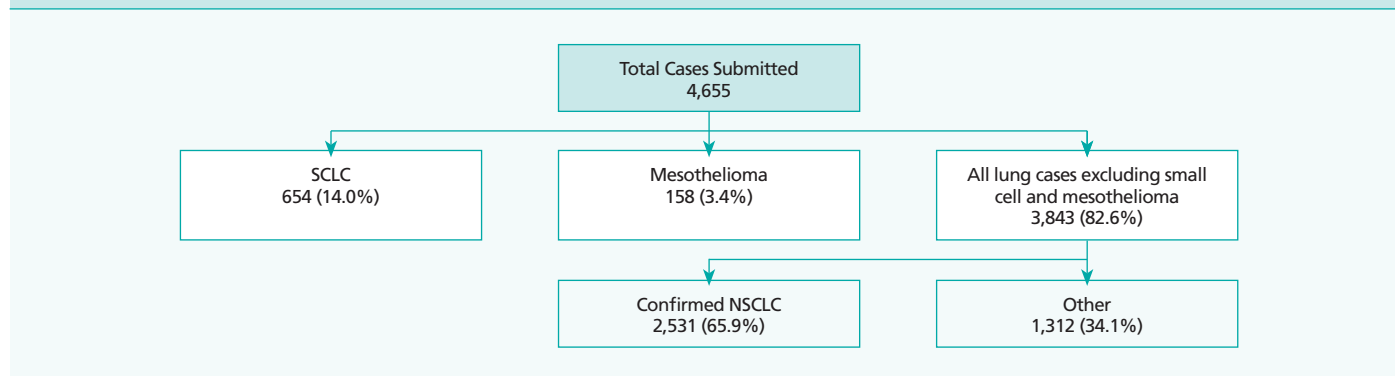 Total Cases Submitted
4,655
SCLC
654 (14.0%)
Mesothelioma
158 (3.4%)
All lung cases excluding small
cell and mesothelioma
3,843 (82.6%)
Confirmed NSCLC
2,531 (65.9%)
Other
1,312 (34.1%)